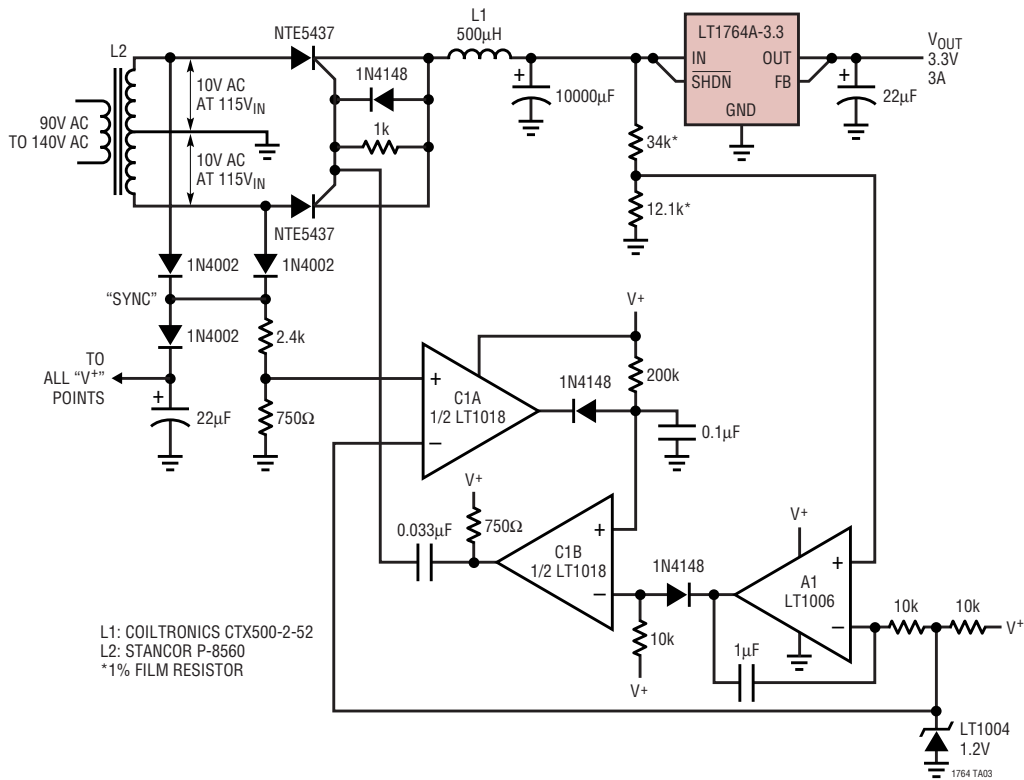 L1
500µH
NTE5437
L2
LT1764A-3.3
IN
OUT
SHDN
FB
GND
VOUT
3.3V
3A
10V AC
AT 115VIN
1N4148
+
10000µF
+
22µF
90V AC
TO 140V AC
1k
34k*
10V AC
AT 115VIN
12.1k*
NTE5437
1N4002
1N4002
"SYNC"
V+
1N4002
2.4k
TO
ALL "V+"
POINTS
+
C1A
1/2 LT1018
–
1N4148
200k
+
22µF
750Ω
0.1µF
V+
0.033µF
750Ω
+
C1B
1/2 LT1018
–
V+
1N4148
+
A1
LT1006
–
10k
10k
V+
10k
1µF
V+
L1: COILTRONICS CTX500-2-52
L2: STANCOR P-8560
*1% FILM RESISTOR
LT1004
1.2V
1764 TA03